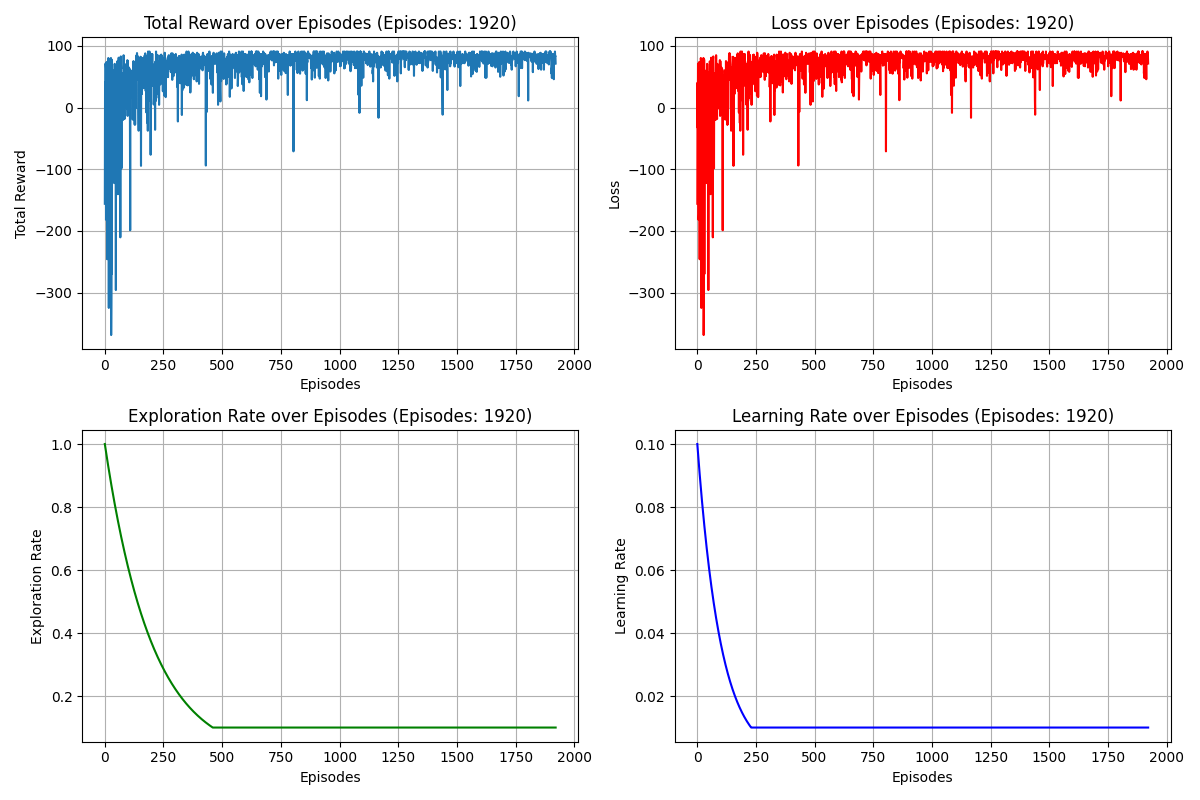 Total Reward over Episodes (Episodes: 1920)
Total Reward
100
0
−100
−200
−300
0 250 500 750 1000 1250 1500 1750 2000
Episodes
Loss over Episodes (Episodes: 1920)
Loss
100
0
−100
−200
−300
0 250 500 750 1000 1250 1500 1750 2000
Episodes
Exploration Rate over Episodes (Episodes: 1920)
Exploration Rate
1.0
0.8
0.6
0.4
0.2
0 250 500 750 1000 1250 1500 1750 2000
Episodes
Learning Rate over Episodes (Episodes: 1920)
Learning Rate
0.10
0.08
0.06
0.04
0.02
0 250 500 750 1000 1250 1500 1750 2000
Episodes